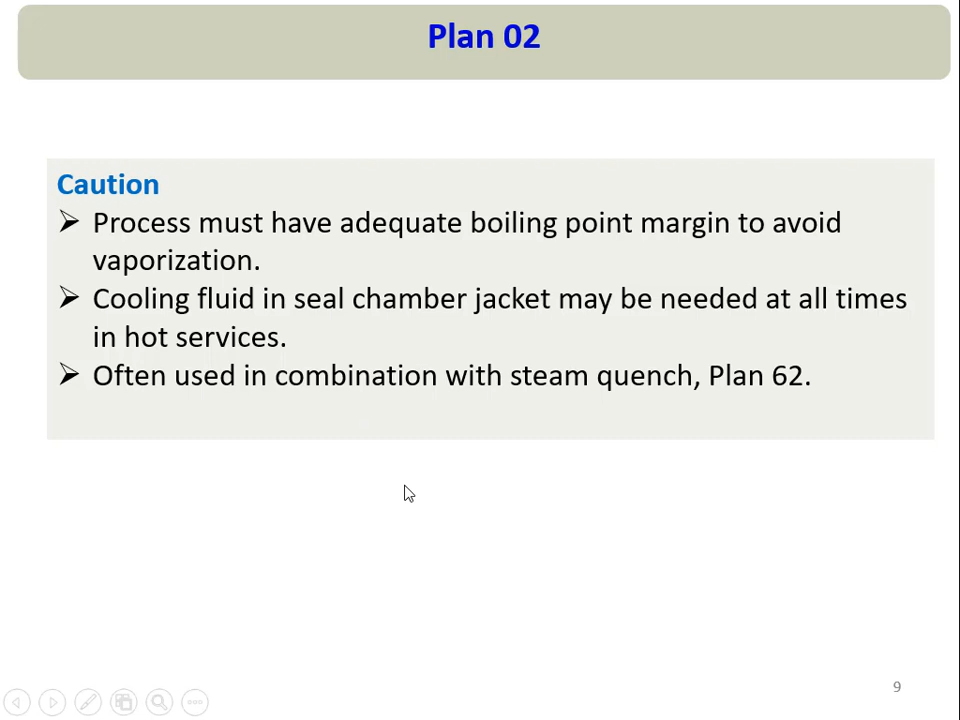 Plan 02
Caution
➢ Process must have adequate boiling point margin to avoid
vaporization.
➢ Cooling fluid in seal chamber jacket may be needed at all times
in hot services.
➢ Often used in combination with steam quench, Plan 62.
9